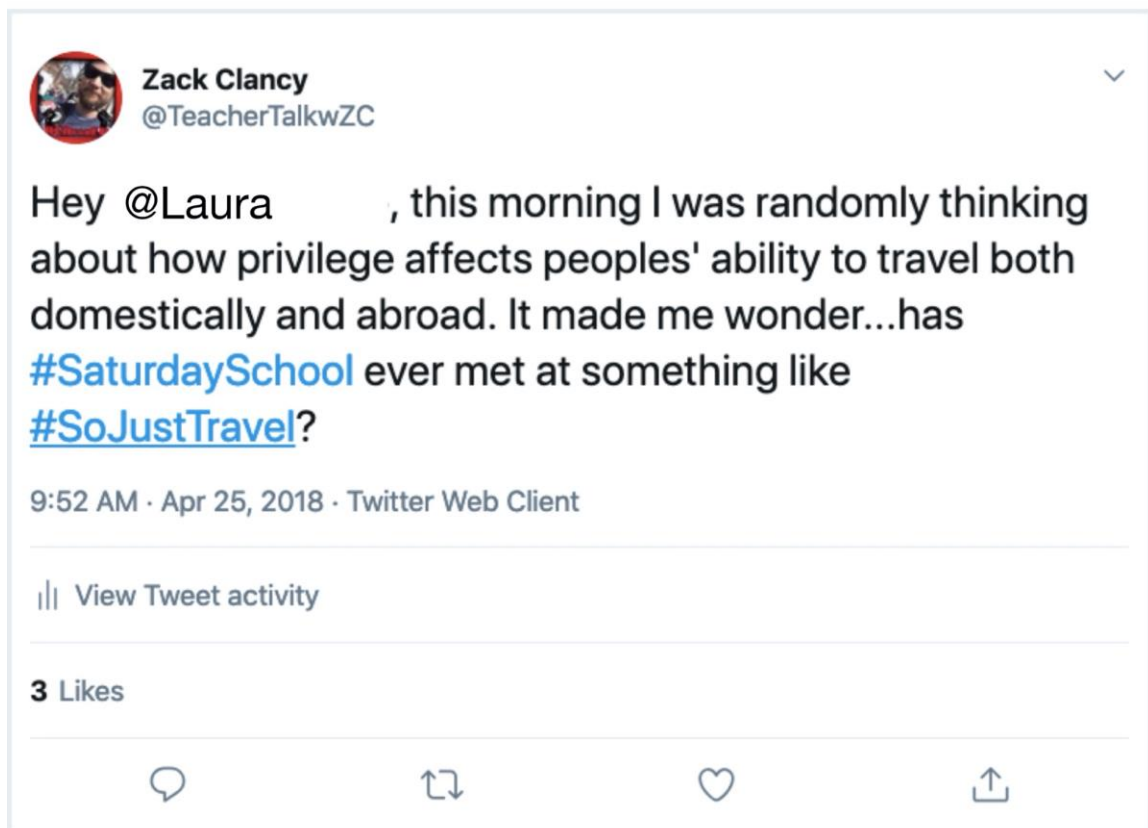 Zack Clancy
@TeacherTalkwZC
Hey @Laura , this morning I was randomly thinking
about how privilege affects peoples' ability to travel both
domestically and abroad. It made me wonder...has
#SaturdaySchool ever met at something like
#SoJustTravel?
9:52 AM · Apr 25, 2018 · Twitter Web Client
View Tweet activity
3 Likes